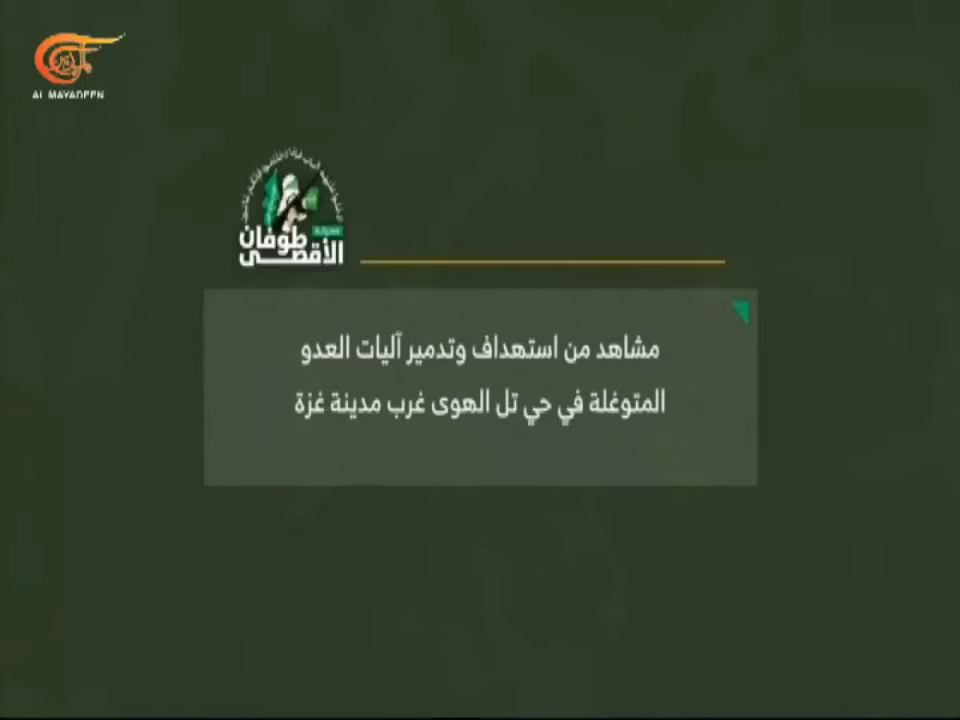 AL MAYADEEN
طوفان
الأقصى
مشاهد من استهداف وتدمير آليات العدو
المتوغلة في حي تل الهوى غرب مدينة غزة